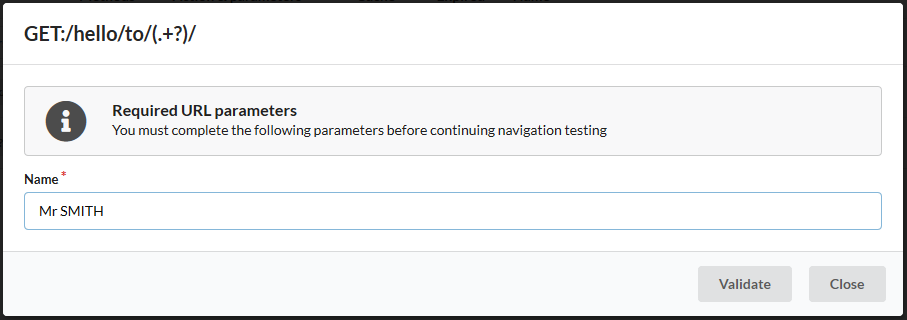 GET:/hello/to/(.+?)/
Required URL parameters
You must complete the following parameters before continuing navigation testing
Name *
Mr SMITH
Validate Close